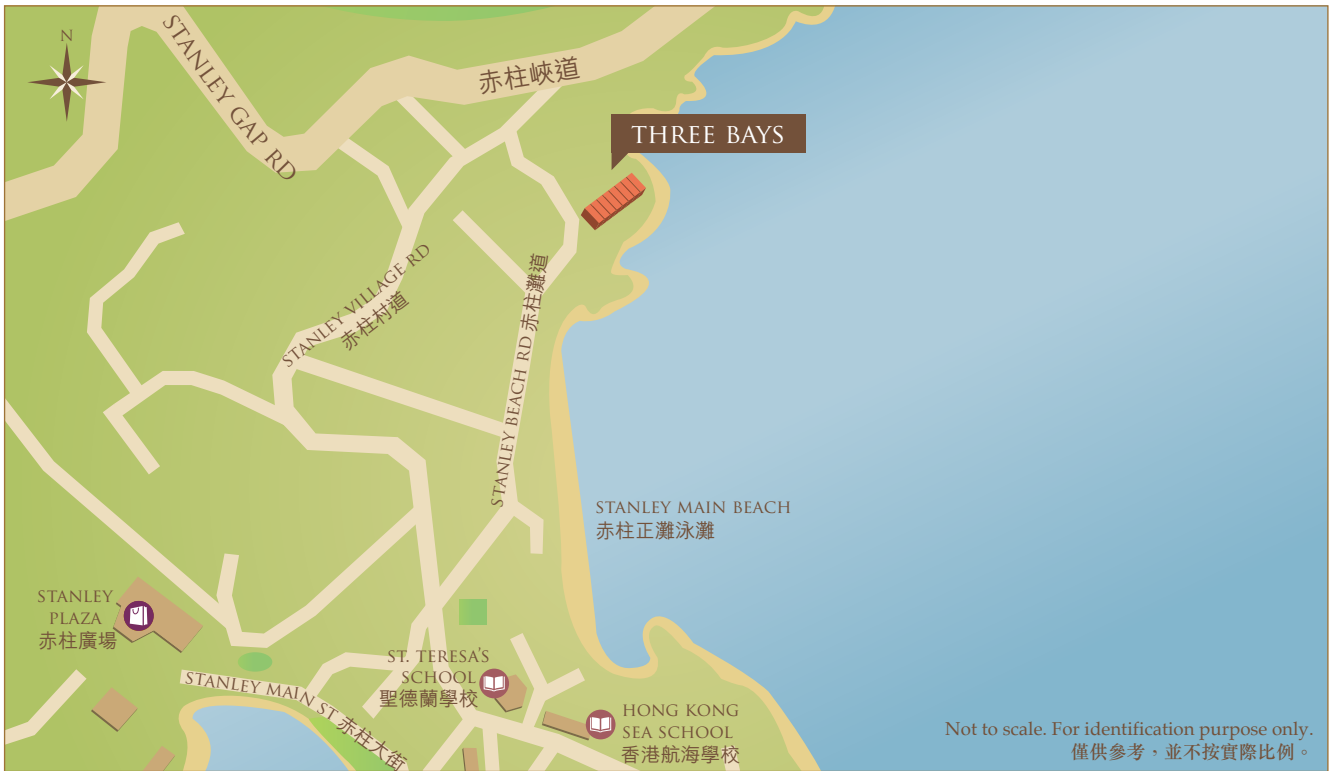 N
STANLEY GAP RD
赤柱峽道
THREE BAYS
STANLEY VILLAGE RD
赤柱村道
STANLEY BEACH RD 赤柱灘道
STANLEY MAIN BEACH
赤柱正灘泳灘
STANLEY
PLAZA
赤柱廣場
ST. TERESA'S
SCHOOL
聖德蘭學校
STANLEY MAIN ST 赤柱大街
HONG KONG
SEA SCHOOL
香港航海學校
Not to scale. For identification purpose only.
僅供參考，並不按實際比例。